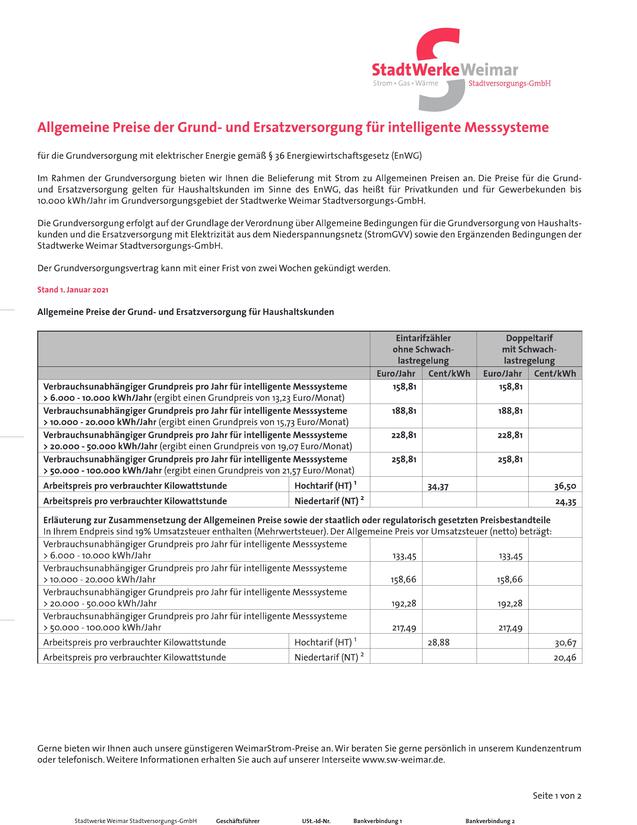 StadtWerkeWeimar
Strom • Gas • Wärme Stadtversorgungs-GmbH
Allgemeine Preise der Grund- und Ersatzversorgung für intelligente Messsysteme
für die Grundversorgung mit elektrischer Energie gemäß § 36 Energiewirtschaftsgesetz (EnWG)
Im Rahmen der Grundversorgung bieten wir Ihnen die Belieferung mit Strom zu Allgemeinen Preisen an. Die Preise für die Grund-
und Ersatzversorgung gelten für Haushaltskunden im Sinne des EnWG, das heißt für Privatkunden und für Gewerbekunden bis
10.000 kWh/Jahr im Grundversorgungsgebiet der Stadtwerke Weimar Stadtversorgungs-GmbH.
Die Grundversorgung erfolgt auf der Grundlage der Verordnung über Allgemeine Bedingungen für die Grundversorgung von Haushalts-
kunden und die Ersatzversorgung mit Elektrizität aus dem Niederspannungsnetz (StromGVV) sowie den Ergänzenden Bedingungen der
Stadtwerke Weimar Stadtversorgungs-GmbH.
Der Grundversorgungsvertrag kann mit einer Frist von zwei Wochen gekündigt werden.
Stand 1. Januar 2021
Allgemeine Preise der Grund- und Ersatzversorgung für Haushaltskunden
Eintarifzähler Doppeltarif
ohne Schwach- mit Schwach-
lastregelung lastregelung
Euro/Jahr Cent/kWh Euro/Jahr Cent/kWh
Verbrauchsunabhängiger Grundpreis pro Jahr für intelligente Messsysteme 158,81 158,81
> 6.000 - 10.000 kWh/Jahr (ergibt einen Grundpreis von 13,23 Euro/Monat)
Verbrauchsunabhängiger Grundpreis pro Jahr für intelligente Messsysteme 188,81 188,81
> 10.000 - 20.000 kWh/Jahr (ergibt einen Grundpreis von 15,73 Euro/Monat)
Verbrauchsunabhängiger Grundpreis pro Jahr für intelligente Messsysteme 228,81 228,81
> 20.000 - 50.000 kWh/Jahr (ergibt einen Grundpreis von 19,07 Euro/Monat)
Verbrauchsunabhängiger Grundpreis pro Jahr für intelligente Messsysteme 258,81 258,81
> 50.000 - 100.000 kWh/Jahr (ergibt einen Grundpreis von 21,57 Euro/Monat)
Arbeitspreis pro verbrauchter Kilowattstunde Hochtarif (HT) ¹ 34,37 36,50
Arbeitspreis pro verbrauchter Kilowattstunde Niedertarif (NT) ² 24,35
Erläuterung zur Zusammensetzung der Allgemeinen Preise sowie der staatlich oder regulatorisch gesetzten Preisbestandteile
In Ihrem Endpreis sind 19% Umsatzsteuer enthalten (Mehrwertsteuer). Der Allgemeine Preis vor Umsatzsteuer (netto) beträgt:
Verbrauchsunabhängiger Grundpreis pro Jahr für intelligente Messsysteme
> 6.000 - 10.000 kWh/Jahr 133,45 133,45
Verbrauchsunabhängiger Grundpreis pro Jahr für intelligente Messsysteme
> 10.000 - 20.000 kWh/Jahr 158,66 158,66
Verbrauchsunabhängiger Grundpreis pro Jahr für intelligente Messsysteme
> 20.000 - 50.000 kWh/Jahr 192,28 192,28
Verbrauchsunabhängiger Grundpreis pro Jahr für intelligente Messsysteme
> 50.000 - 100.000 kWh/Jahr 217,49 217,49
Arbeitspreis pro verbrauchter Kilowattstunde Hochtarif (HT) ¹ 28,88 30,67
Arbeitspreis pro verbrauchter Kilowattstunde Niedertarif (NT) ² 20,46
Gerne bieten wir Ihnen auch unsere günstigeren WeimarStrom-Preise an. Wir beraten Sie gerne persönlich in unserem Kundenzentrum
oder telefonisch. Weitere Informationen erhalten Sie auch auf unserer Interseite www.sw-weimar.de.
Seite 1 von 2
Stadtwerke Weimar Stadtversorgungs-GmbH Geschäftsführer USt.-Id-Nr. Bankverbindung 1 Bankverbindung 2